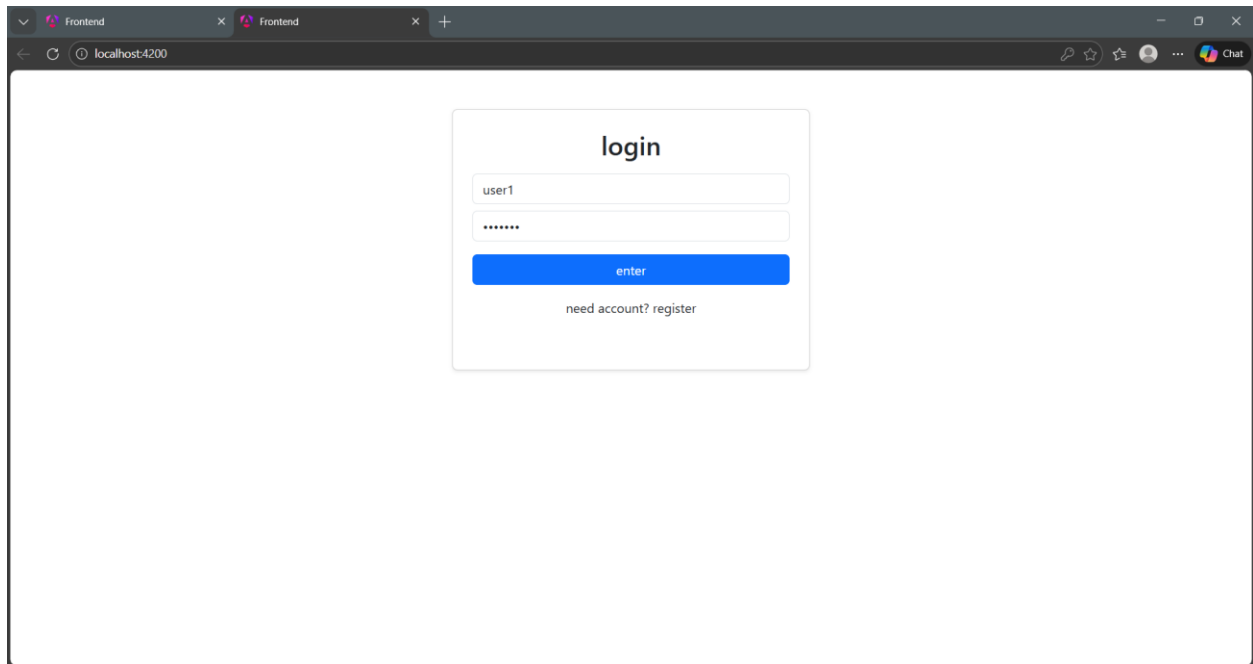 Frontend
Frontend
localhost:4200
Chat
login
user1
•••••••
enter
need account? register